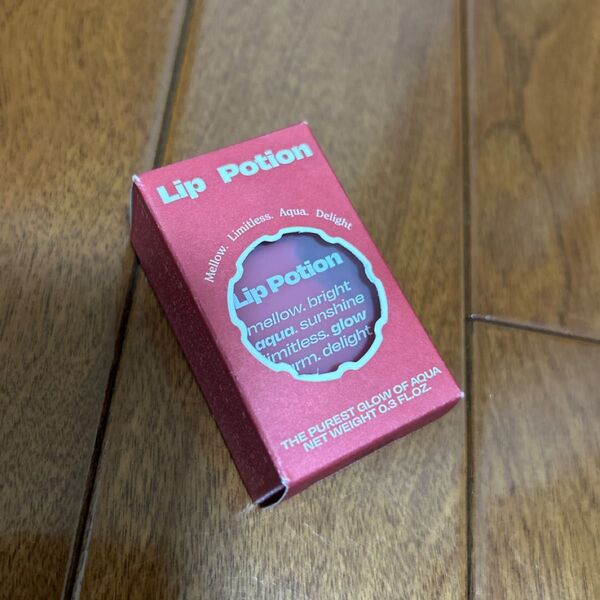 Lip Potion
Mellow. Limitless. Aqua. Delight
Lip Potion
mellow. bright
aqua. sunshine
limitless. glow
urm. delight
THE PUREST GLOW OF AQUA
NET WEIGHT 0.3 FL.OZ.